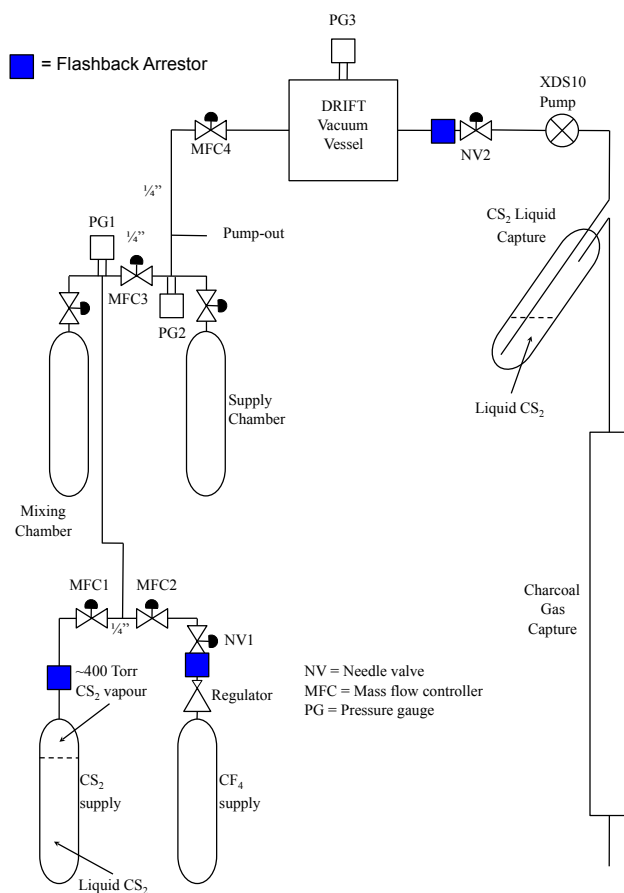 PG3
= Flashback Arrestor
XDS10
Pump
DRIFT
Vacuum
Vessel
MFC4
NV2
¼”
PG1
¼”
Pump-out
CS2 Liquid
Capture
MFC3
PG2
Supply
Chamber
Liquid CS2
Mixing
Chamber
MFC1
MFC2
¼”
NV1
Charcoal
Gas
Capture
~400 Torr
CS2 vapour
Regulator
NV = Needle valve
MFC = Mass flow controller
PG = Pressure gauge
CS2
supply
CF4
supply
Liquid CS2